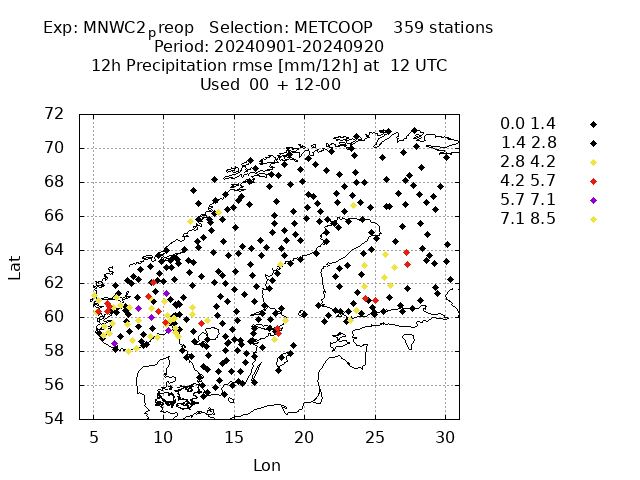 Exp: MNWC2preop Selection: METCOOP 359 stations
Period: 20240901-20240920
12h Precipitation rmse [mm/12h] at 12 UTC
Used 00 + 12-00
72
70
68
66
64
62
60
58
56
54
Lat
5 10 15 20 25 30
Lon
0.0 1.4
1.4 2.8
2.8 4.2
4.2 5.7
5.7 7.1
7.1 8.5